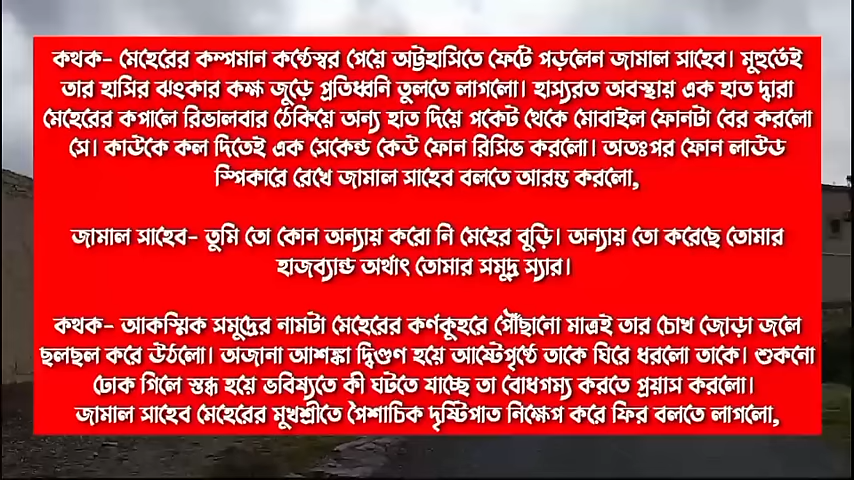 কথক- মেহেরের কম্পমান কন্ঠেস্বর পেয়ে অট্টহাসিতে ফেটে পড়লেন জামাল সাহেব। মুহুর্তেই
তার হাসির ঝংকার কক্ষ জুড়ে প্রতিধ্বনি তুলতে লাগলো। হাস্যরত অবস্থায় এক হাত দ্বারা
মেহেরের কপালে রিভালবার ঠেকিয়ে অন্য হাত দিয়ে পকেট থেকে মোবাইল ফোনটা বের করলো
সে। কাউকে কল দিতেই এক সেকেন্ড কেউ ফোন রিসিভ করলো। অতঃপর ফোন লাউড
স্পিকারে রেখে জামাল সাহেব বলতে আরম্ভ করলো,
জামাল সাহেব- তুমি তো কোন অন্যায় করো নি মেহের বুড়ি। অন্যায় তো করেছে তোমার
হাজব্যান্ড অর্থাৎ তোমার সমুদ্র স্যার।
কথক- আকস্মিক সমুদ্রের নামটা মেহেরের কর্ণকুহরে পৌঁছানো মাত্রই তার চোখ জোড়া জলে
ছলছল করে উঠলো। অজানা আশঙ্কা দ্বিগুণ হয়ে আষ্টেপৃষ্ঠে তাকে ঘিরে ধরলো তাকে। শুকনো
ঢোক গিলে স্তব্ধ হয়ে ভবিষ্যতে কী ঘটতে যাচ্ছে তা বোধগম্য করতে প্রয়াস করলো।
জামাল সাহেব মেহেরের মুখশ্রীতে পৈশাচিক দৃষ্টিপাত নিক্ষেপ করে ফির বলতে লাগলো,